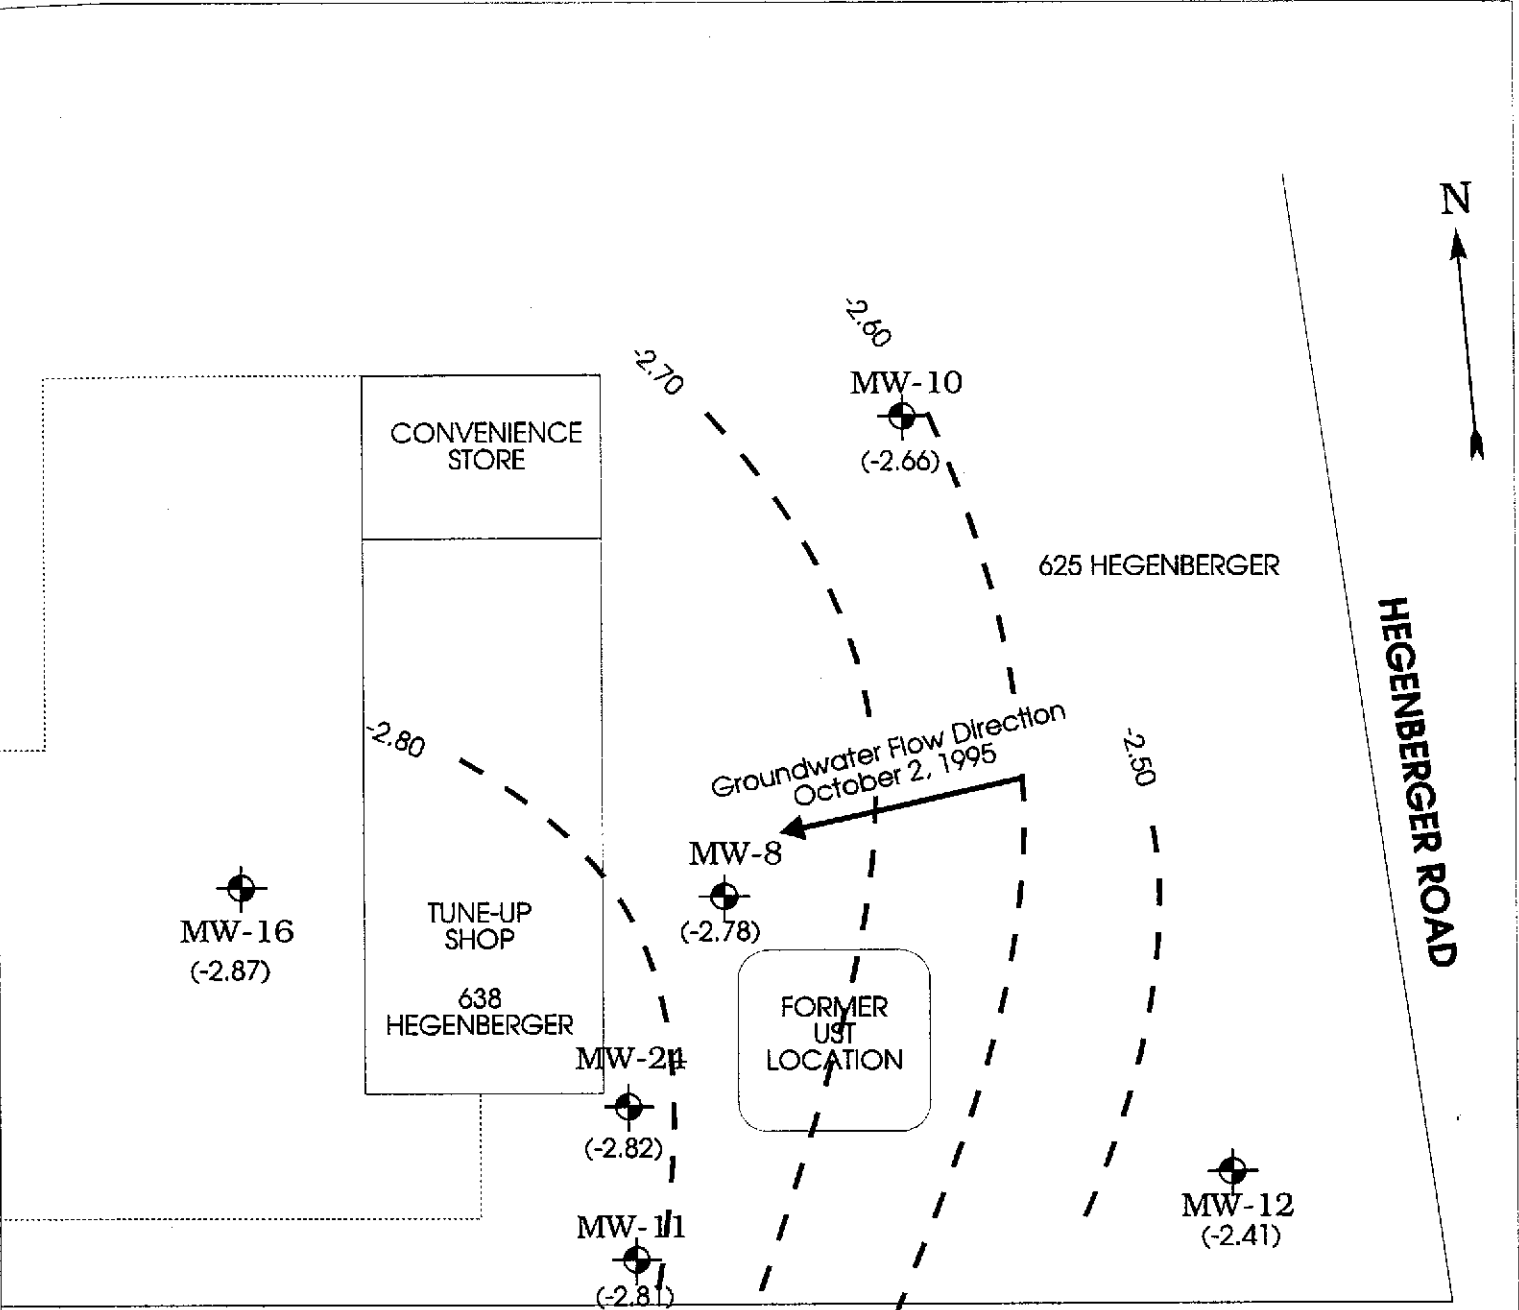 N
-2.60
-2.70
MW-10
(-2.66)
CONVENIENCE
STORE
625 HEGENBERGER
HEGENBERGER ROAD
-2.80
Groundwater Flow Direction
October 2, 1995
-2.50
MW-8
(-2.78)
MW-16
(-2.87)
TUNE-UP
SHOP
638
HEGENBERGER
FORMER
UST
LOCATION
MW-24
(-2.82)
MW-12
(-2.41)
MW-11
(-2.81)